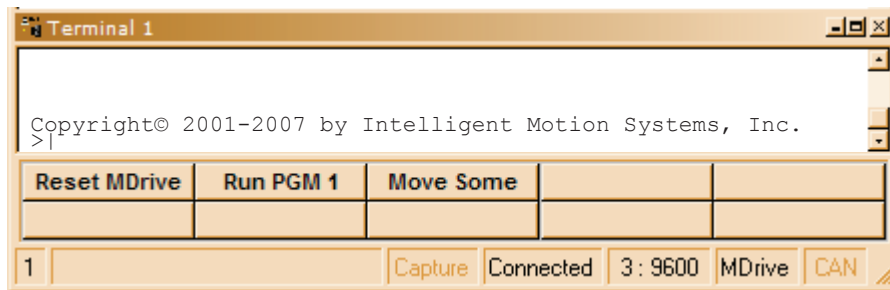 Terminal 1
Copyright© 2001-2007 by Intelligent Motion Systems, Inc.
>|
Reset MDrive Run PGM 1 Move Some
1 Capture Connected 3 : 9600 MDrive CAN